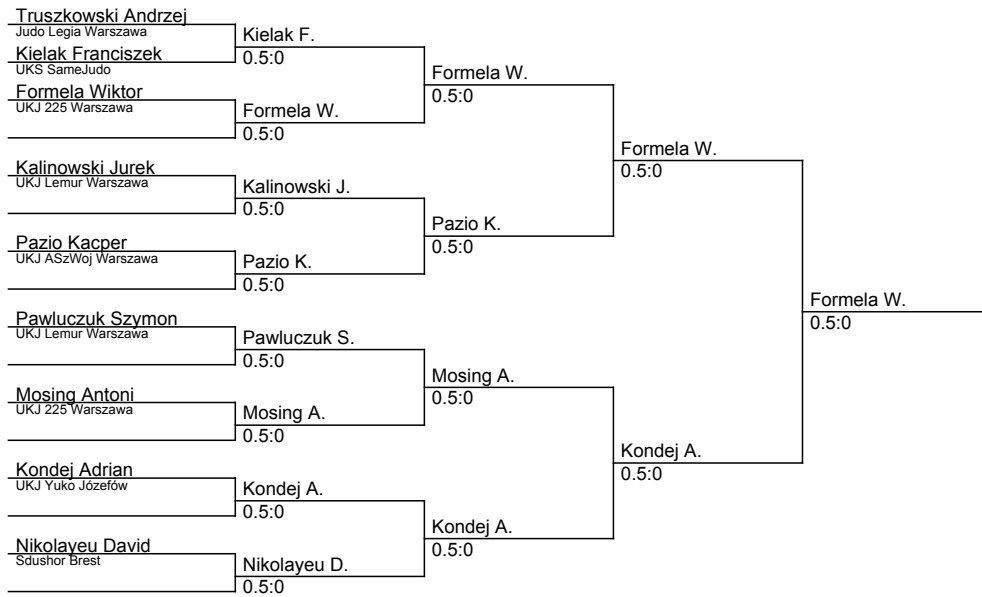 Truszkowski Andrzej
Judo Legia Warszawa
Kielak Franciszek
UKS SameJudo
Formela Wiktor
UKJ 225 Warszawa
Kalinowski Jurek
UKJ Lemur Warszawa
Pazio Kacper
UKJ ASzWoj Warszawa
Pawluczuk Szymon
UKJ Lemur Warszawa
Mosing Antoni
UKJ 225 Warszawa
Kondej Adrian
UKJ Yuko Józefów
Nikolayeu David
Sdushor Brest
Kielak F.
0.5:0
Formela W.
0.5:0
Kalinowski J.
0.5:0
Pazio K.
0.5:0
Pawluczuk S.
0.5:0
Mosing A.
0.5:0
Kondej A.
0.5:0
Nikolayeu D.
0.5:0
Formela W.
0.5:0
Pazio K.
0.5:0
Mosing A.
0.5:0
Kondej A.
0.5:0
Formela W.
0.5:0
Kondej A.
0.5:0
Formela W.
0.5:0